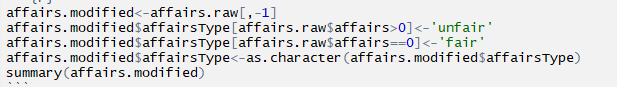 affairs.modified<-affairs.raw[,-1]
affairs.modified$affairsType[affairs.raw$affairs>0]<-'unfair'
affairs.modified$affairsType[affairs.raw$affairs==0]<-'fair'
affairs.modified$affairsType<-as.character(affairs.modified$affairsType)
summary(affairs.modified)
```